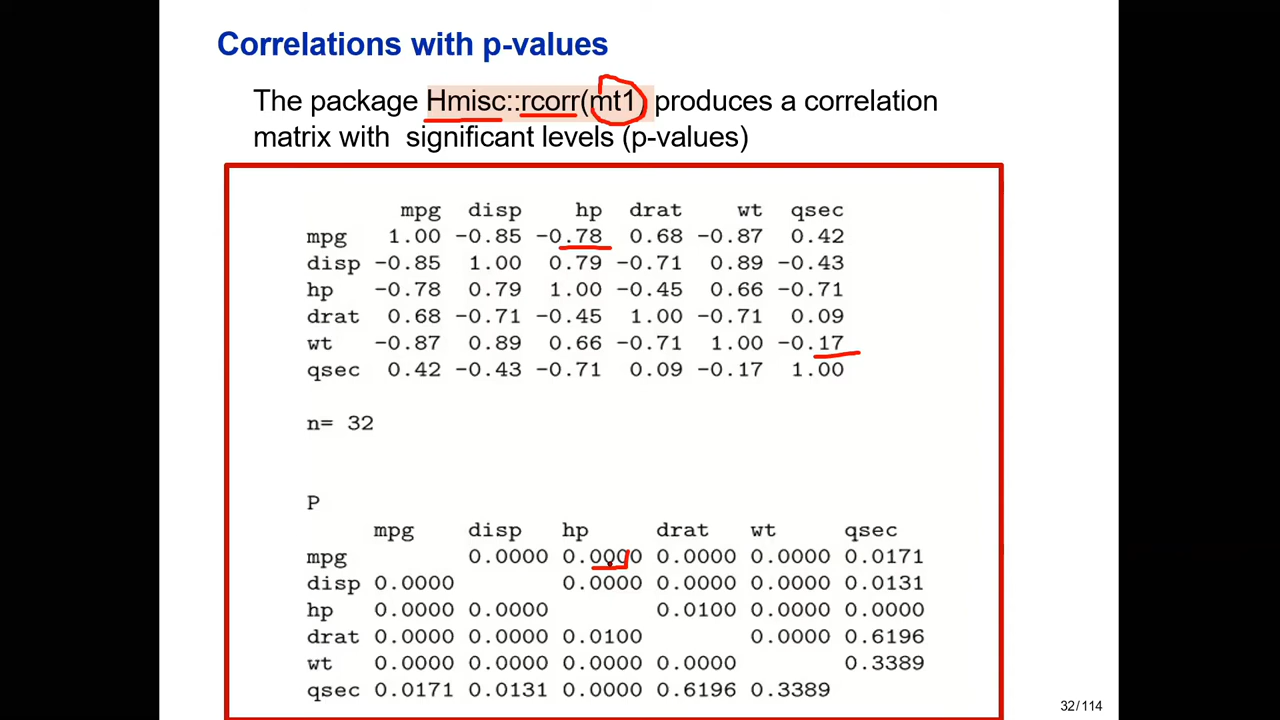 Correlations with p-values
The package Hmisc::rcorr(mt1) produces a correlation
matrix with significant levels (p-values)
mpg disp hp drat wt qsec
mpg 1.00 -0.85 -0.78 0.68 -0.87 0.42
disp -0.85 1.00 0.79 -0.71 0.89 -0.43
hp -0.78 0.79 1.00 -0.45 0.66 -0.71
drat 0.68 -0.71 -0.45 1.00 -0.71 0.09
wt -0.87 0.89 0.66 -0.71 1.00 -0.17
qsec 0.42 -0.43 -0.71 0.09 -0.17 1.00
n= 32
P
mpg disp hp drat wt qsec
mpg 0.0000 0.0000 0.0000 0.0000 0.0171
disp 0.0000 0.0000 0.0000 0.0000 0.0131
hp 0.0000 0.0000 0.0100 0.0000 0.0000
drat 0.0000 0.0000 0.0100 0.0000 0.6196
wt 0.0000 0.0000 0.0000 0.0000 0.3389
qsec 0.0171 0.0131 0.0000 0.6196 0.3389
32/114